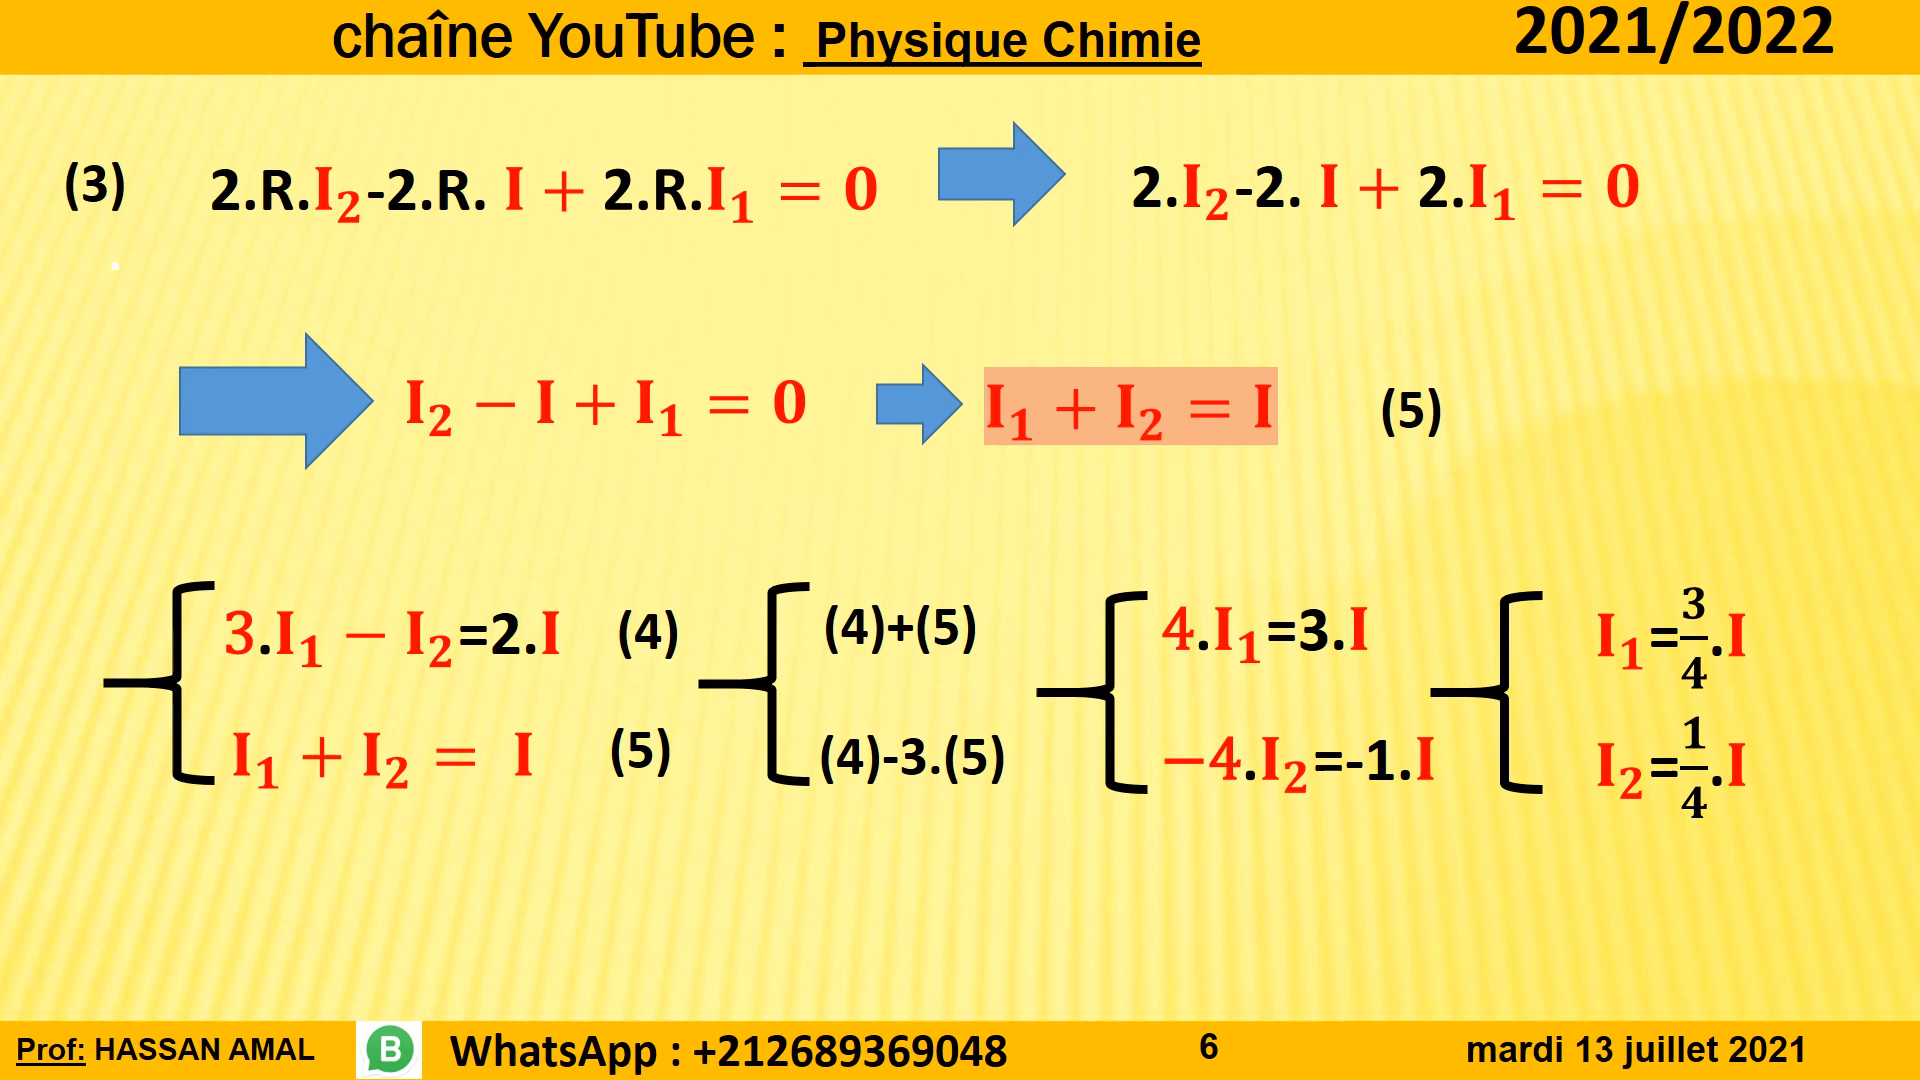 chaîne YouTube : Physique Chimie 2021/2022
(3) 2.R.I₂-2.R. I + 2.R.I₁ = 0 2.I₂-2. I + 2.I₁ = 0
I₂ − I + I₁ = 0 I₁ + I₂ = I (5)
3.I₁ − I₂=2.I (4) (4)+(5) 4.I₁=3.I I₁=3/4.I
I₁ + I₂ = I (5) (4)-3.(5) −4.I₂=-1.I I₂=1/4.I
Prof: HASSAN AMAL B WhatsApp : +212689369048 6 mardi 13 juillet 2021